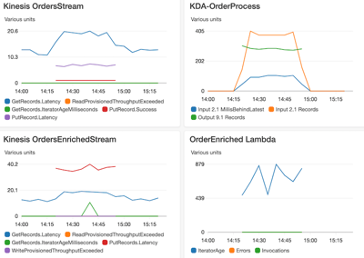 Kinesis OrdersStream
Various units
20.6
10.3
0
14:00 14:15 14:30 14:45 15:00 15:15
GetRecords.Latency ReadProvisionedThroughputExceeded
GetRecords.IteratorAgeMilliseconds PutRecord.Success
PutRecord.Latency
KDA-OrderProcess
Various units
405
202
0
14:00 14:15 14:30 14:45 15:00 15:15
Input 2.1 MillisBehindLatest Input 2.1 Records
Output 9.1 Records
Kinesis OrdersEnrichedStream
Various units
40.2
20.1
0
14:00 14:15 14:30 14:45 15:00 15:15
GetRecords.Latency ReadProvisionedThroughputExceeded
GetRecords.IteratorAgeMilliseconds PutRecord.Latency
WriteProvisionedThroughputExceeded
OrderEnriched Lambda
Various units
879
439
0
14:00 14:15 14:30 14:45 15:00 15:15
IteratorAge Errors Invocations